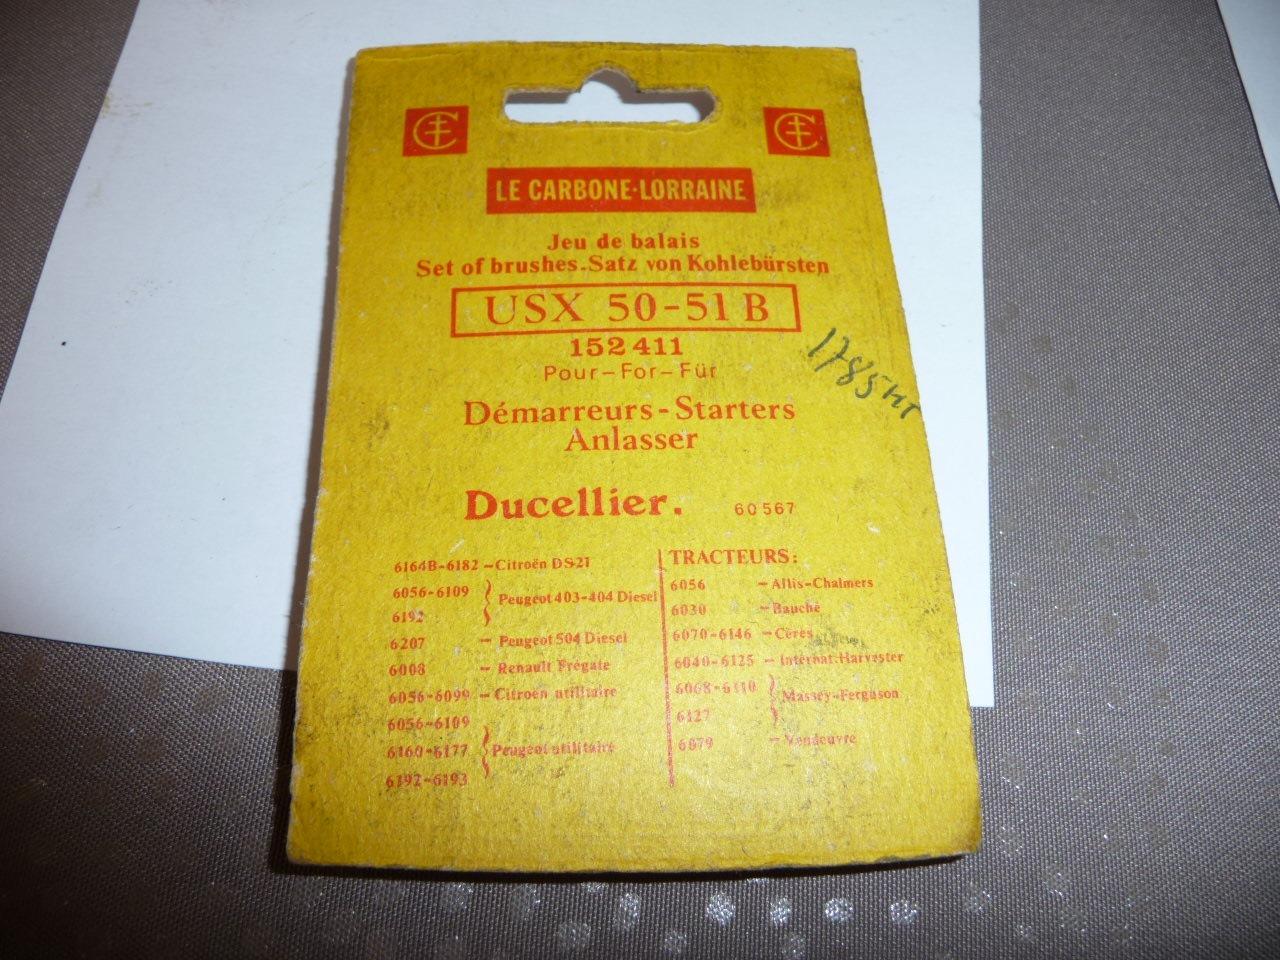 LE CARBONE·LORRAINE
Jeu de balais
Set of brushes-Satz von Kohlebürsten
USX 50-51 B
152 411
1785 HT
Pour-For-Für
Démarreurs-Starters
Anlasser
Ducellier. 60 567
6164B-6182 - Citroën DS21
6056-6109
6192 } Peugeot 403-404 Diesel
6207 - Peugeot 504 Diesel
6008 - Renault Frégate
6056-6099 - Citroën utilitaire
6056-6109
6160-6177 } Peugeot utilitaire
6192-6193
TRACTEURS:
6056 - Allis-Chalmers
6030 - Bauche
6070-6146 - Cérès
6040-6125 - Internat.Harvester
6068-6110
6127 } Massey-Ferguson
6079 - Vendeuvre